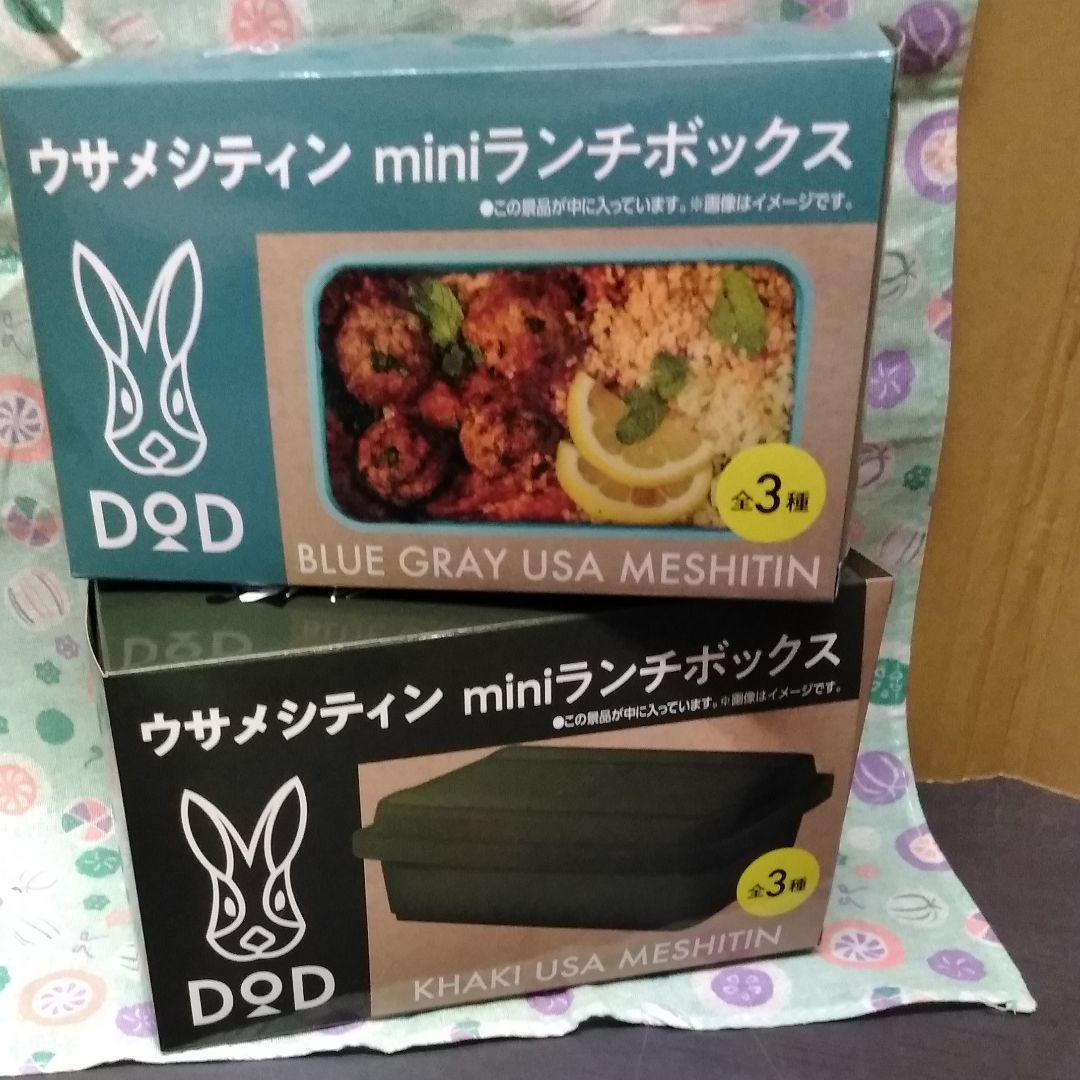 ウサメシティン miniランチボックス
●この景品が中に入っています。※画像はイメージです。
DOD
全3種
BLUE GRAY USA MESHITIN
DOD
ウサメシティン miniランチボックス
●この景品が中に入っています。※画像はイメージです。
全3種
DOD
KHAKI USA MESHITIN